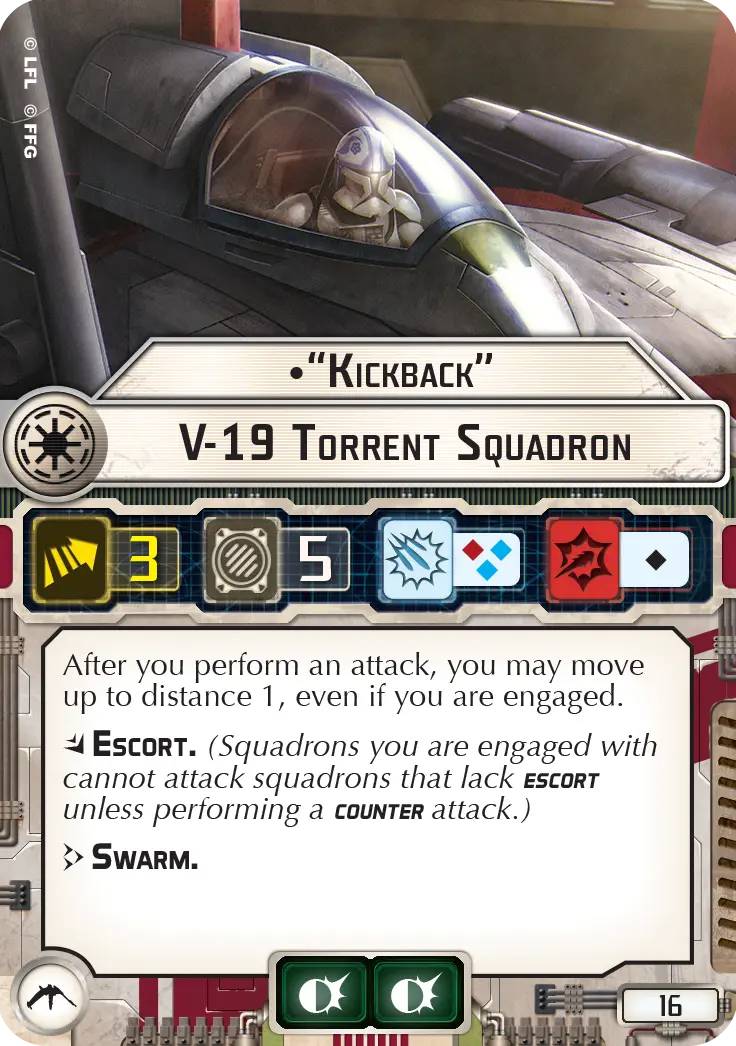 © LFL © FFG
•“Kickback”
V-19 Torrent Squadron
3
5
After you perform an attack, you may move
up to distance 1, even if you are engaged.
Escort. (Squadrons you are engaged with
cannot attack squadrons that lack escort
unless performing a counter attack.)
Swarm.
16